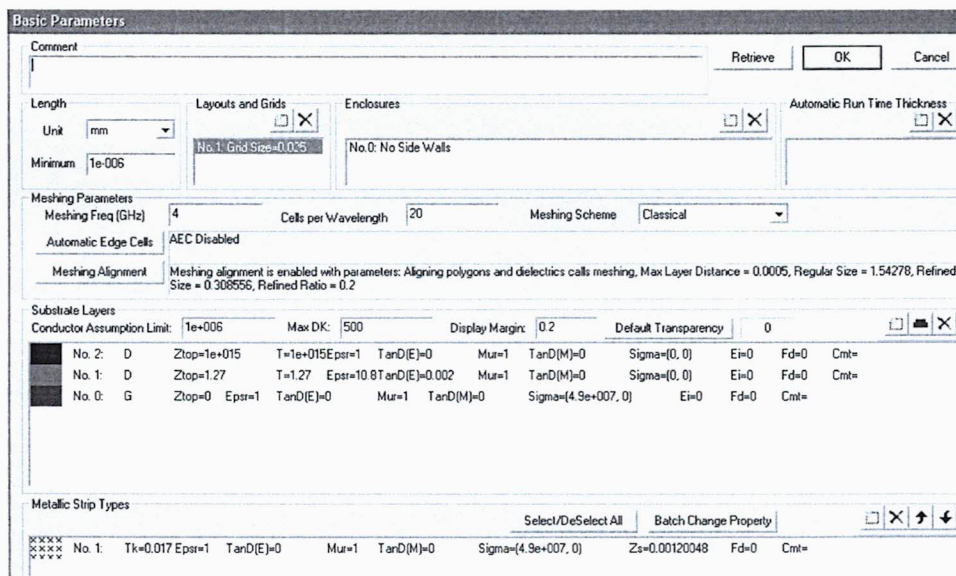 Basic Parameters
Comment
Retrieve OK Cancel
Length Layouts and Grids Enclosures Automatic Run Time Thickness
Unit mm
No.1: Grid Size=0.025 No.0: No Side Walls
Minimum 1e-006
Meshing Parameters
Meshing Freq (GHz) 4 Cells per Wavelength 20 Meshing Scheme Classical
Automatic Edge Cells AEC Disabled
Meshing Alignment Meshing alignment is enabled with parameters: Aligning polygons and dielectrics calls meshing, Max Layer Distance = 0.0005, Regular Size = 1.54278, Refined
Size = 0.308556, Refined Ratio = 0.2
Substrate Layers
Conductor Assumption Limit: 1e+006 Max DK: 500 Display Margin: 0.2 Default Transparency 0
No. 2: D Ztop=1e+015 T=1e+015 Epsr=1 TanD(E)=0 Mur=1 TanD(M)=0 Sigma=(0, 0) Ei=0 Fd=0 Cmt=
No. 1: D Ztop=1.27 T=1.27 Epsr=10.8 TanD(E)=0.002 Mur=1 TanD(M)=0 Sigma=(0, 0) Ei=0 Fd=0 Cmt=
No. 0: G Ztop=0 Epsr=1 TanD(E)=0 Mur=1 TanD(M)=0 Sigma=(4.9e+007, 0) Ei=0 Fd=0 Cmt=
Metallic Strip Types
Select/DeSelect All Batch Change Property
No. 1: Tk=0.017 Epsr=1 TanD(E)=0 Mur=1 TanD(M)=0 Sigma=(4.9e+007, 0) Zs=0.00120048 Fd=0 Cmt=